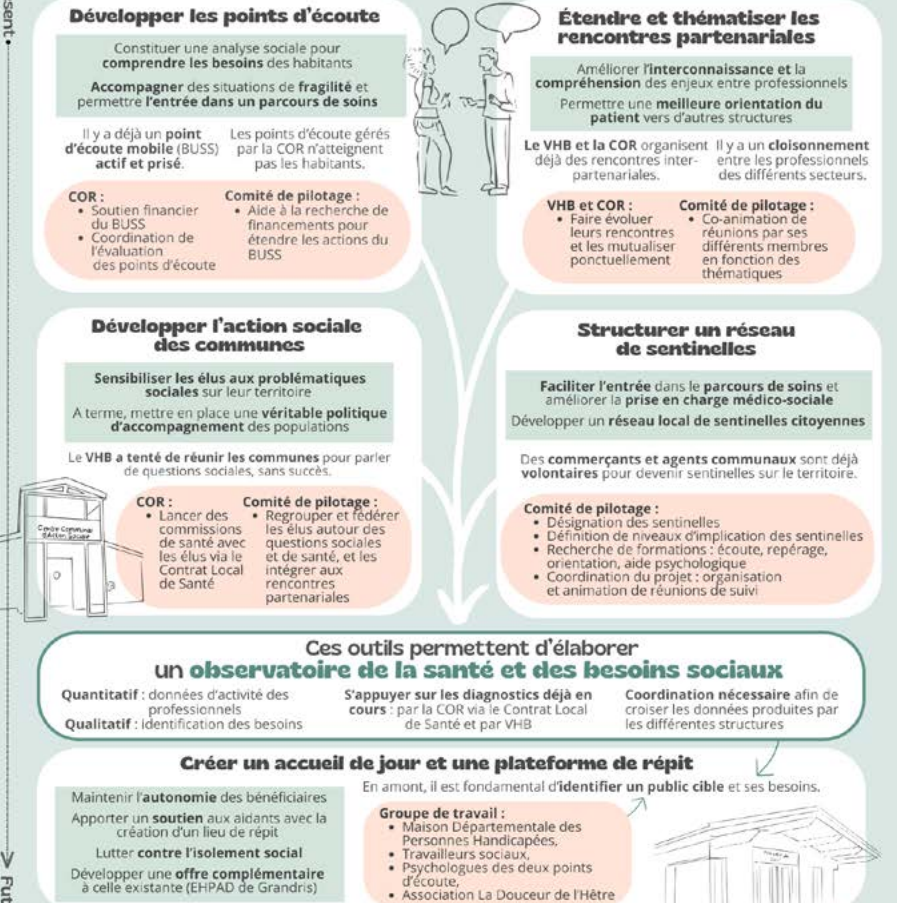 sent
Développer les points d'écoute
Constituer une analyse sociale pour
comprendre les besoins des habitants
Accompagner des situations de fragilité et
permettre l'entrée dans un parcours de soins
Il y a déjà un point
d'écoute mobile (BUSS)
actif et prisé.
Les points d'écoute gérés
par la COR n'atteignent
pas les habitants.
COR :
• Soutien financier
du BUSS
• Coordination de
l'évaluation
des points d'écoute
Comité de pilotage :
• Aide à la recherche de
financements pour
étendre les actions du
BUSS
Étendre et thématiser les
rencontres partenariales
Améliorer l'interconnaissance et la
compréhension des enjeux entre professionnels
Permettre une meilleure orientation du
patient vers d'autres structures
Le VHB et la COR organisent
déjà des rencontres inter-
partenariales.
Il y a un cloisonnement
entre les professionnels
des différents secteurs.
VHB et COR :
• Faire évoluer
leurs rencontres
et les mutualiser
ponctuellement
Comité de pilotage :
• Co-animation de
réunions par ses
différents membres
en fonction des
thématiques
Développer l'action sociale
des communes
Sensibiliser les élus aux problématiques
sociales sur leur territoire
A terme, mettre en place une véritable politique
d'accompagnement des populations
Le VHB a tenté de réunir les communes pour parler
de questions sociales, sans succès.
Centre Communal
d'Action Sociale
COR :
• Lancer des
commissions
de santé avec
les élus via le
Contrat Local
de Santé
Comité de pilotage :
• Regrouper et fédérer
les élus autour des
questions sociales
et de santé, et les
intégrer aux
rencontres
partenariales
Structurer un réseau
de sentinelles
Faciliter l'entrée dans le parcours de soins et
améliorer la prise en charge médico-sociale
Développer un réseau local de sentinelles citoyennes
Des commerçants et agents communaux sont déjà
volontaires pour devenir sentinelles sur le territoire.
Comité de pilotage :
• Désignation des sentinelles
• Définition de niveaux d'implication des sentinelles
• Recherche de formations : écoute, repérage,
orientation, aide psychologique
• Coordination du projet : organisation
et animation de réunions de suivi
Ces outils permettent d'élaborer
un observatoire de la santé et des besoins sociaux
Quantitatif : données d'activité des
professionnels
Qualitatif : identification des besoins
S'appuyer sur les diagnostics déjà en
cours : par la COR via le Contrat Local
de Santé et par VHB
Coordination nécessaire afin de
croiser les données produites par
les différentes structures
Créer un accueil de jour et une plateforme de répit
Maintenir l'autonomie des bénéficiaires
Apporter un soutien aux aidants avec la
création d'un lieu de répit
Lutter contre l'isolement social
Développer une offre complémentaire
à celle existante (EHPAD de Grandris)
En amont, il est fondamental d'identifier un public cible et ses besoins.
Groupe de travail :
• Maison Départementale des
Personnes Handicapées,
• Travailleurs sociaux,
• Psychologues des deux points
d'écoute,
• Association La Douceur de l'Hêtre
Fut